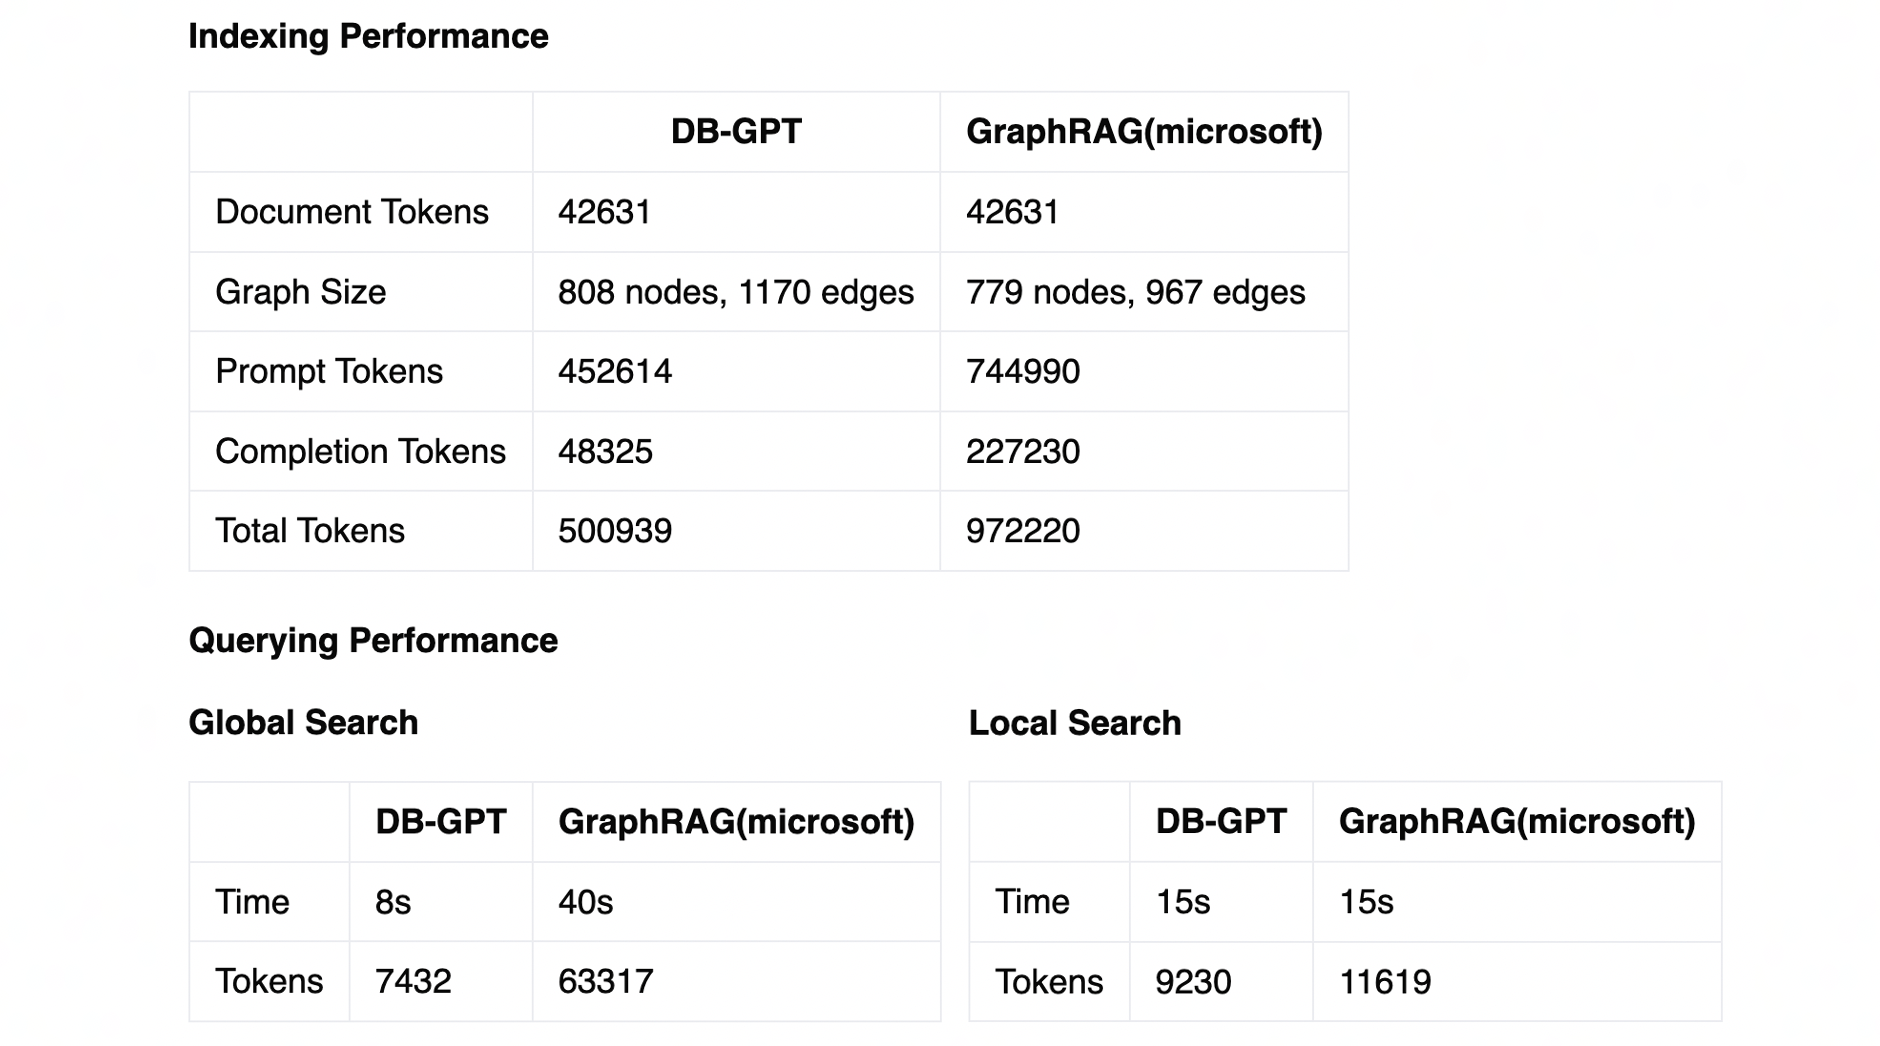 Indexing Performance
DB-GPT GraphRAG(microsoft)
Document Tokens 42631 42631
Graph Size 808 nodes, 1170 edges 779 nodes, 967 edges
Prompt Tokens 452614 744990
Completion Tokens 48325 227230
Total Tokens 500939 972220
Querying Performance
Global Search
DB-GPT GraphRAG(microsoft)
Time 8s 40s
Tokens 7432 63317
Local Search
DB-GPT GraphRAG(microsoft)
Time 15s 15s
Tokens 9230 11619